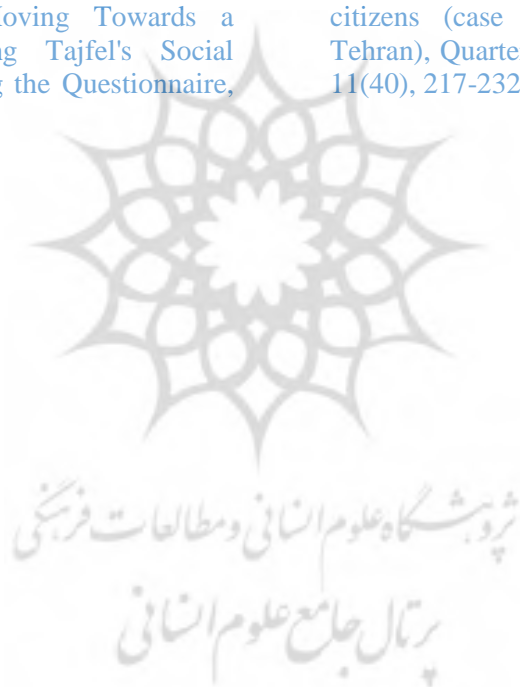 Moving Towards a
ng Tajfel's Social
g the Questionnaire,
citizens (case
Tehran), Quarte
11(40), 217-232
پژوهشگاه علوم انسانی و مطالعات فرهنگی
پرتال جامع علوم انسانی